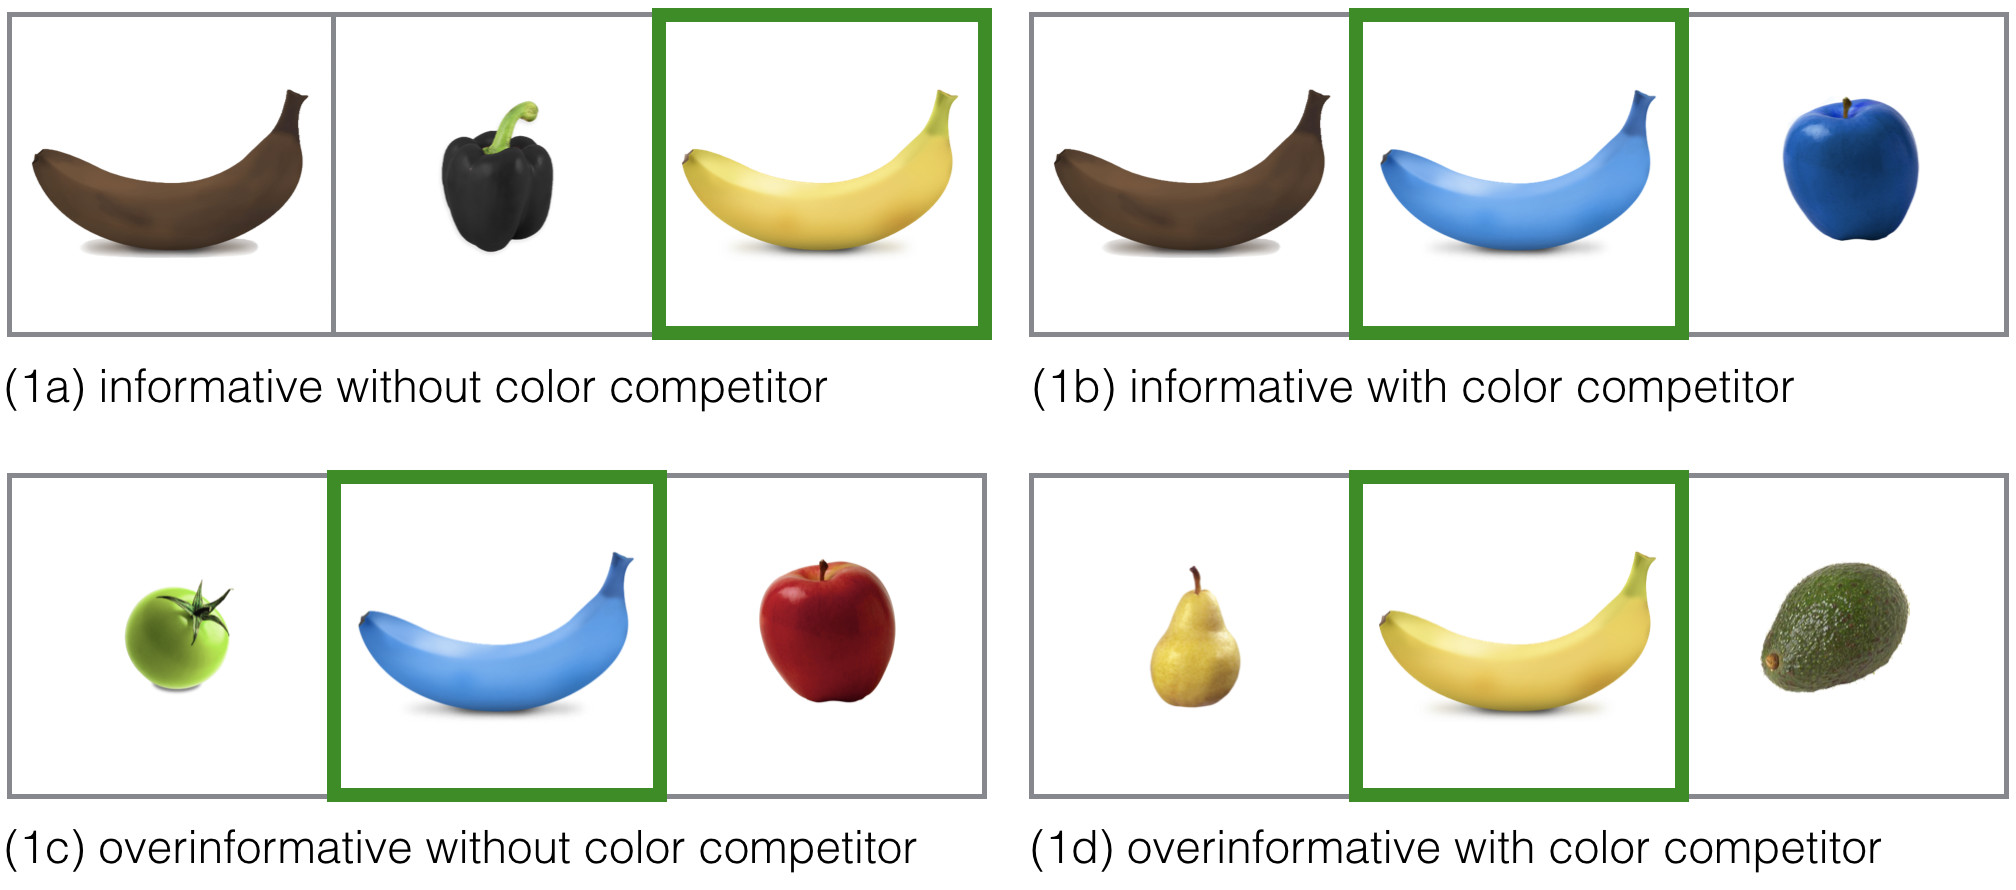 (1a) informative without color competitor
(1b) informative with color competitor
(1c) overinformative without color competitor
(1d) overinformative with color competitor